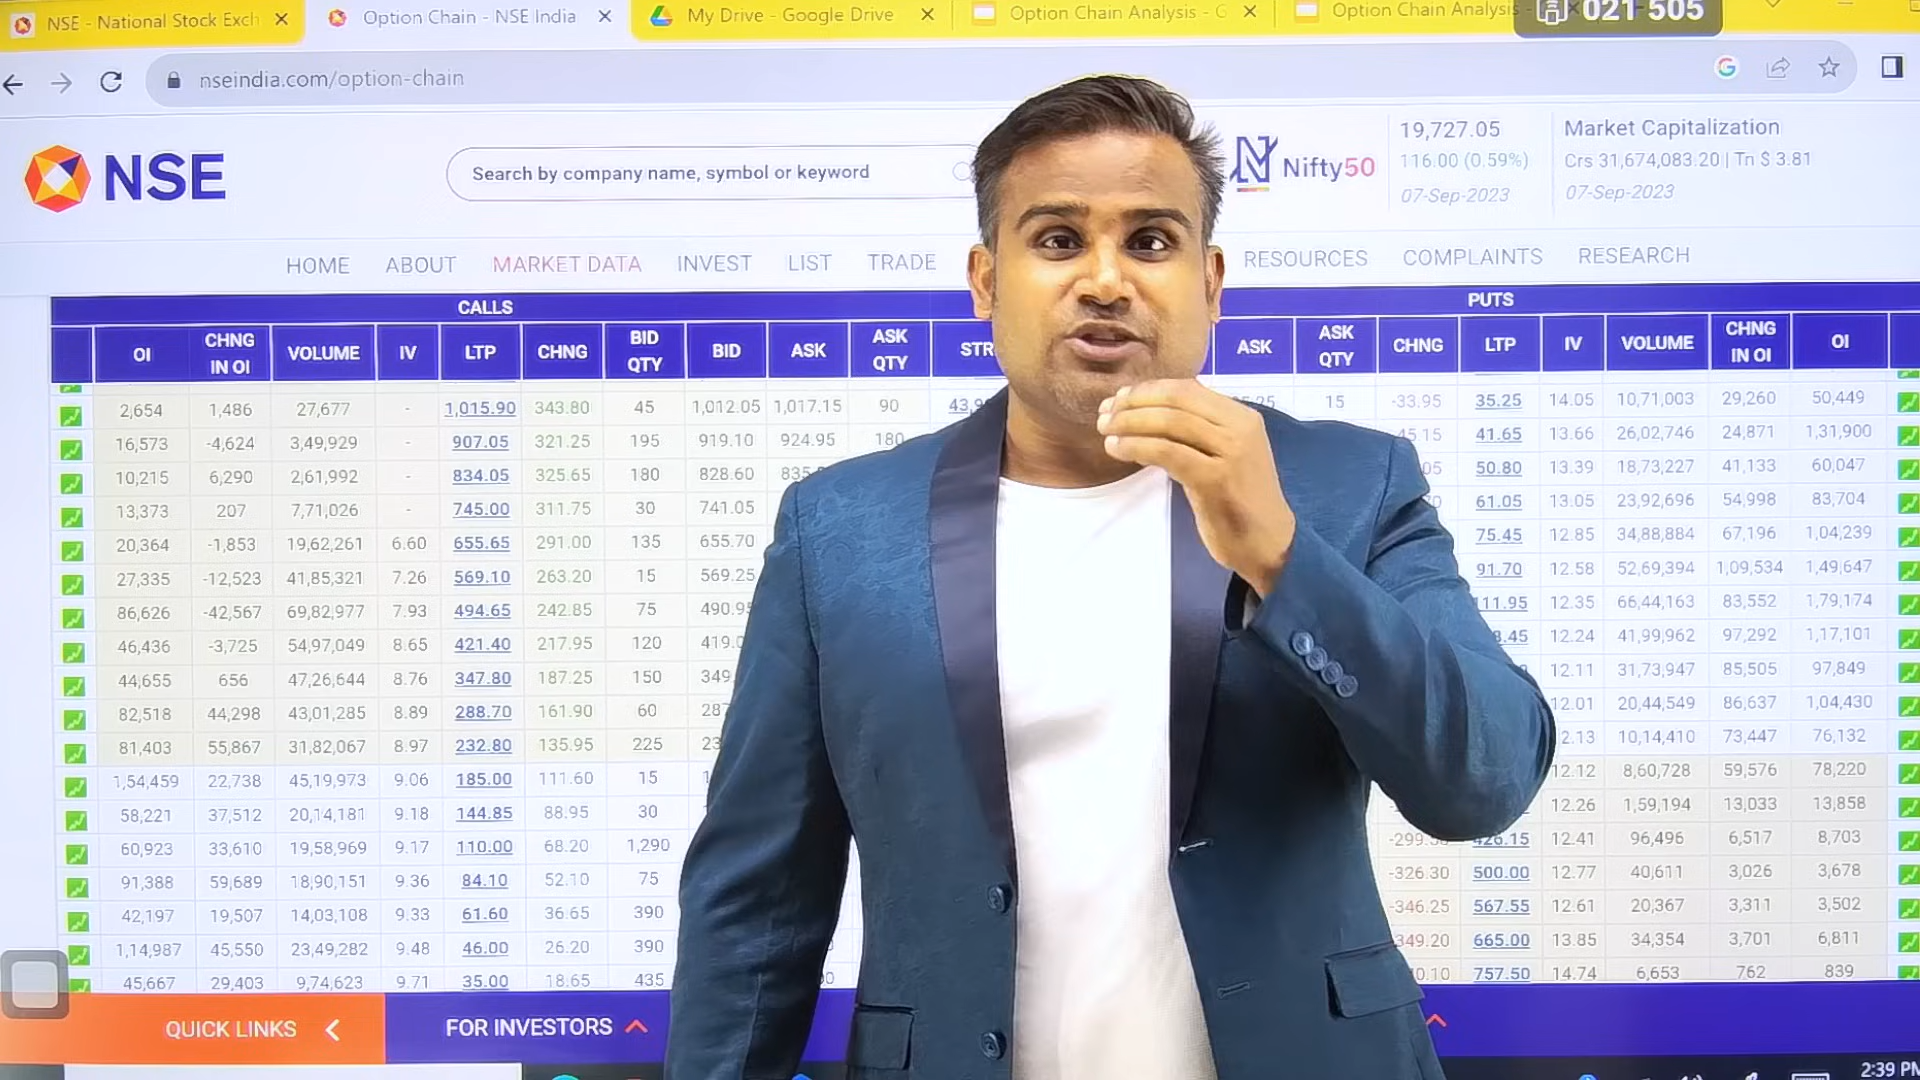 NSE - National Stock Exch
Option Chain - NSE India
My Drive - Google Drive
Option Chain Analysis -
Option Chain Analysis
021 505
nseindia.com/option-chain
NSE
Search by company name, symbol or keyword
Nifty50
19,727.05
116.00 (0.59%)
07-Sep-2023
Market Capitalization
Crs 31,674,083.20 | Tn $ 3.81
07-Sep-2023
HOME ABOUT MARKET DATA INVEST LIST TRADE RESOURCES COMPLAINTS RESEARCH
CALLS PUTS
OI CHNG IN OI VOLUME IV LTP CHNG BID QTY BID ASK ASK QTY STR ASK ASK QTY CHNG LTP IV VOLUME CHNG IN OI OI
2,654 1,486 27,677 - 1,015.90 343.80 45 1,012.05 1,017.15 90 15 -33.95 35.25 14.05 10,71,003 29,260 50,449
16,573 -4,624 3,49,929 - 907.05 321.25 195 919.10 924.95 180 45.15 41.65 13.66 26,02,746 24,871 1,31,900
10,215 6,290 2,61,992 - 834.05 325.65 180 828.60 50.80 13.39 18,73,227 41,133 60,047
13,373 207 7,71,026 - 745.00 311.75 30 741.05 61.05 13.05 23,92,696 54,998 83,704
20,364 -1,853 19,62,261 6.60 655.65 291.00 135 655.70 75.45 12.85 34,88,884 67,196 1,04,239
27,335 -12,523 41,85,321 7.26 569.10 263.20 15 569.25 91.70 12.58 52,69,394 1,09,534 1,49,647
86,626 -42,567 69,82,977 7.93 494.65 242.85 75 490.95 111.95 12.35 66,44,163 83,552 1,79,174
46,436 -3,725 54,97,049 8.65 421.40 217.95 120 12.24 41,99,962 97,292 1,17,101
44,655 656 47,26,644 8.76 347.80 187.25 150 12.11 31,73,947 85,505 97,849
82,518 44,298 43,01,285 8.89 288.70 161.90 60 12.01 20,44,549 86,637 1,04,430
81,403 55,867 31,82,067 8.97 232.80 135.95 225 10,14,410 73,447 76,132
1,54,459 22,738 45,19,973 9.06 185.00 111.60 15 12.12 8,60,728 59,576 78,220
58,221 37,512 20,14,181 9.18 144.85 88.95 30 12.26 1,59,194 13,033 13,858
60,923 33,610 19,58,969 9.17 110.00 68.20 1,290 426.15 12.41 96,496 6,517 8,703
91,388 59,689 18,90,151 9.36 84.10 52.10 75 -326.30 500.00 12.77 40,611 3,026 3,678
42,197 19,507 14,03,108 9.33 61.60 36.65 390 -346.25 567.55 12.61 20,367 3,311 3,502
1,14,987 45,550 23,49,282 9.48 46.00 26.20 390 349.20 665.00 13.85 34,354 3,701 6,811
45,667 29,403 9,74,623 9.71 35.00 18.65 435 757.50 14.74 6,653 762 839
QUICK LINKS FOR INVESTORS
2:39 PM